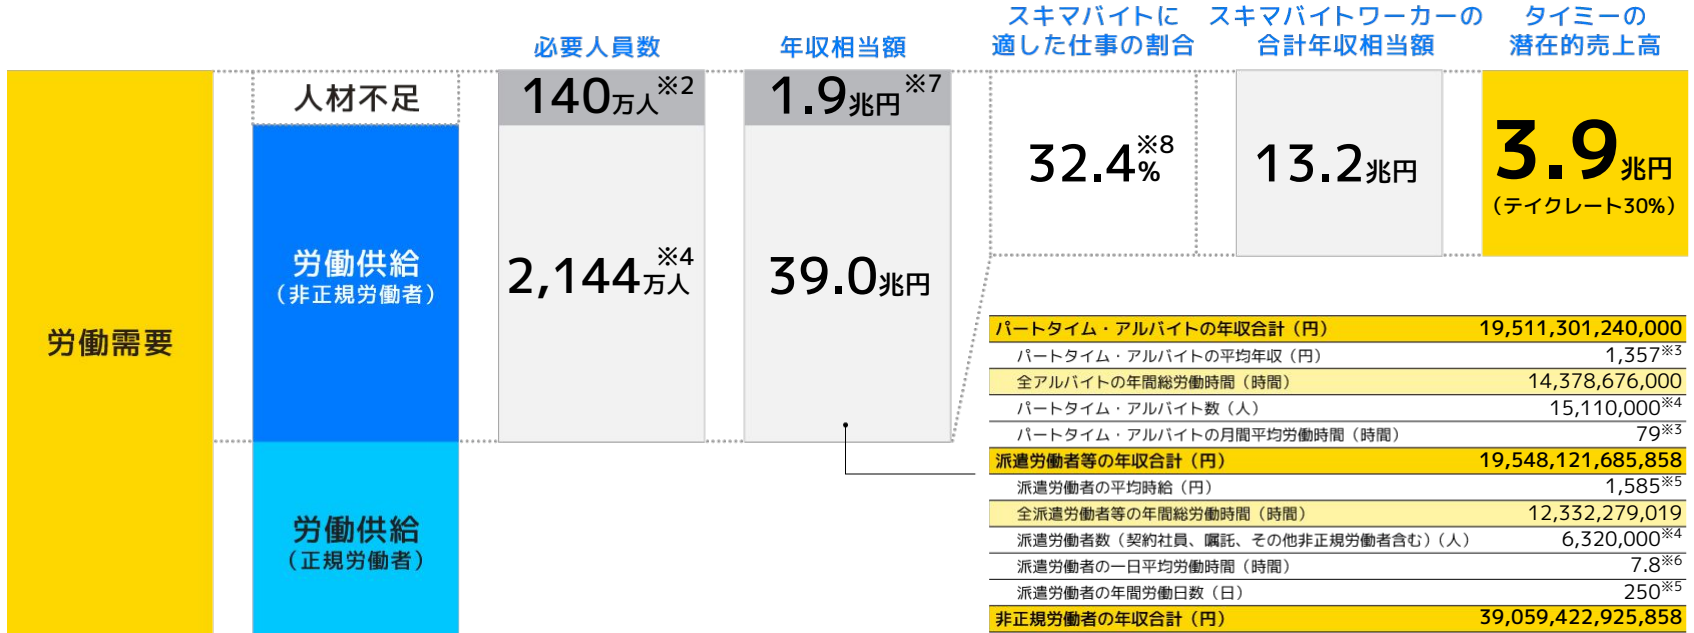 必要人員数
年収相当額
スキマバイトに
適した仕事の割合
スキマバイトワーカーの
合計年収相当額
タイミーの
潜在的売上高
労働需要
人材不足
140万人※2
1.9兆円※7
32.4%※8
13.2兆円
3.9兆円
（テイクレート30%）
労働供給
（非正規労働者）
2,144万人※4
39.0兆円
労働供給
（正規労働者）
パートタイム・アルバイトの年収合計（円） 19,511,301,240,000
パートタイム・アルバイトの平均年収（円） 1,357※3
全アルバイトの年間総労働時間（時間） 14,378,676,000
パートタイム・アルバイト数（人） 15,110,000※4
パートタイム・アルバイトの月間平均労働時間（時間） 79※3
派遣労働者等の年収合計（円） 19,548,121,685,858
派遣労働者の平均時給（円） 1,585※5
全派遣労働者等の年間総労働時間（時間） 12,332,279,019
派遣労働者数（契約社員、嘱託、その他非正規労働者含む）（人） 6,320,000※4
派遣労働者の一日平均労働時間（時間） 7.8※6
派遣労働者の年間労働日数（日） 250※5
非正規労働者の年収合計（円） 39,059,422,925,858